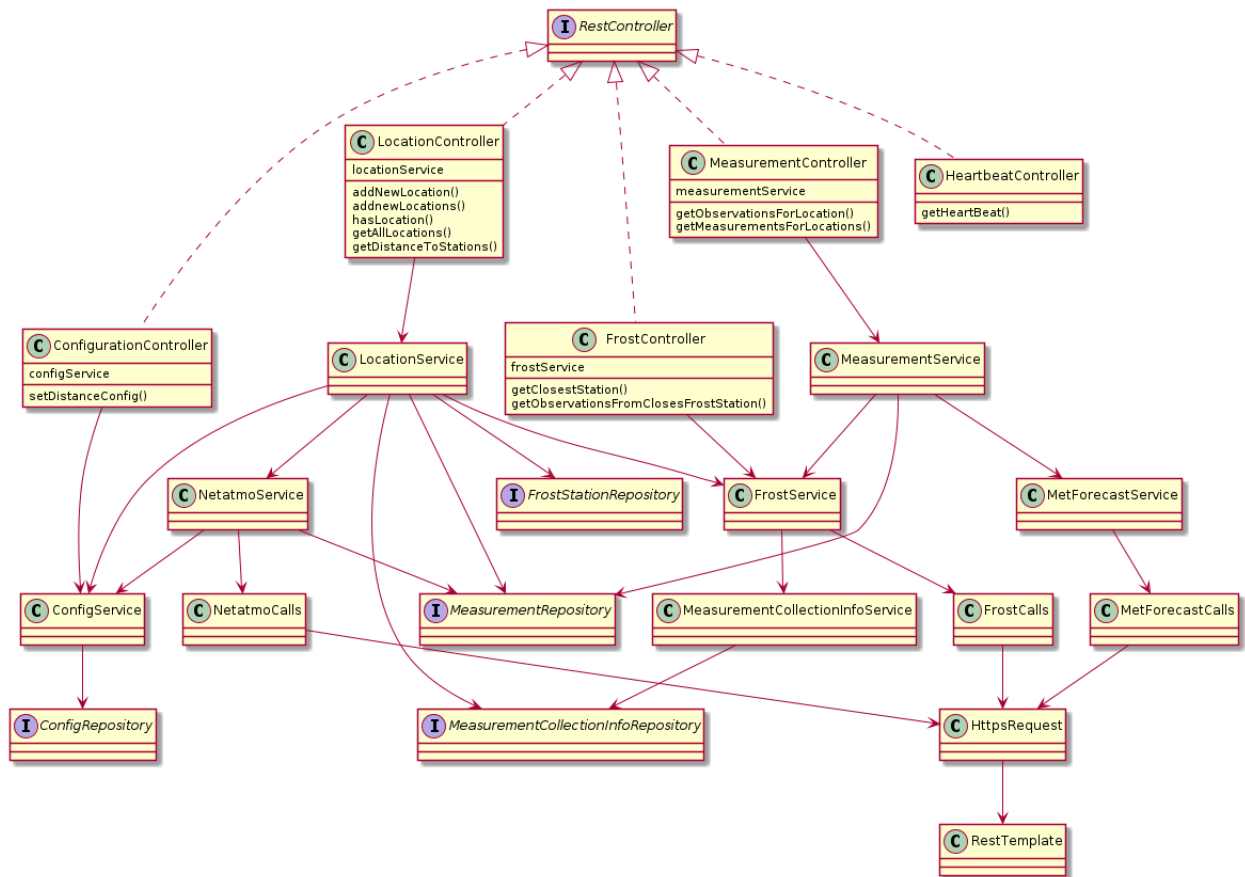 I RestController
C LocationController
locationService
addNewLocation()
addnewLocations()
hasLocation()
getAllLocations()
getDistanceToStations()
C MeasurementController
measurementService
getObservationsForLocation()
getMeasurementsForLocations()
C HeartbeatController
getHeartBeat()
C ConfigurationController
configService
setDistanceConfig()
C LocationService
C FrostController
frostService
getClosestStation()
getObservationsFromClosesFrostStation()
C MeasurementService
C NetatmoService
I FrostStationRepository
C FrostService
C MetForecastService
C ConfigService
C NetatmoCalls
I MeasurementRepository
C MeasurementCollectionInfoService
C FrostCalls
C MetForecastCalls
I ConfigRepository
I MeasurementCollectionInfoRepository
C HttpsRequest
C RestTemplate